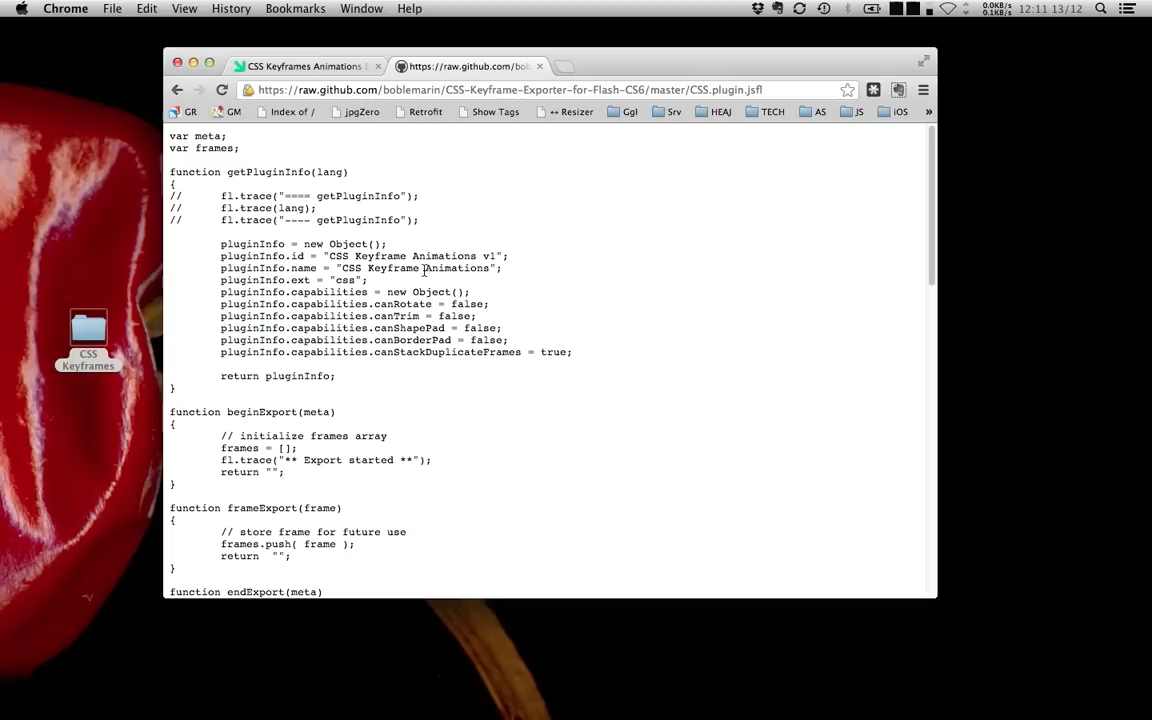 Chrome File Edit View History Bookmarks Window Help
0.0KB/s
0.1KB/s
12:11 13/12
CSS Keyframes Animations
https://raw.github.com/bob
https://raw.github.com/boblemarin/CSS-Keyframe-Exporter-for-Flash-CS6/master/CSS.plugin.jsfl
GR GM Index of / jpgZero Retrofit Show Tags ↔ Resizer Ggl Srv HEAJ TECH AS JS iOS »
var meta;
var frames;
function getPluginInfo(lang)
{
// fl.trace("==== getPluginInfo");
// fl.trace(lang);
// fl.trace("---- getPluginInfo");
pluginInfo = new Object();
pluginInfo.id = "CSS Keyframe Animations v1";
pluginInfo.name = "CSS Keyframe Animations";
pluginInfo.ext = "css";
pluginInfo.capabilities = new Object();
pluginInfo.capabilities.canRotate = false;
pluginInfo.capabilities.canTrim = false;
pluginInfo.capabilities.canShapePad = false;
pluginInfo.capabilities.canBorderPad = false;
pluginInfo.capabilities.canStackDuplicateFrames = true;
return pluginInfo;
}
function beginExport(meta)
{
// initialize frames array
frames = [];
fl.trace("** Export started **");
return "";
}
function frameExport(frame)
{
// store frame for future use
frames.push( frame );
return "";
}
function endExport(meta)
CSS
Keyframes